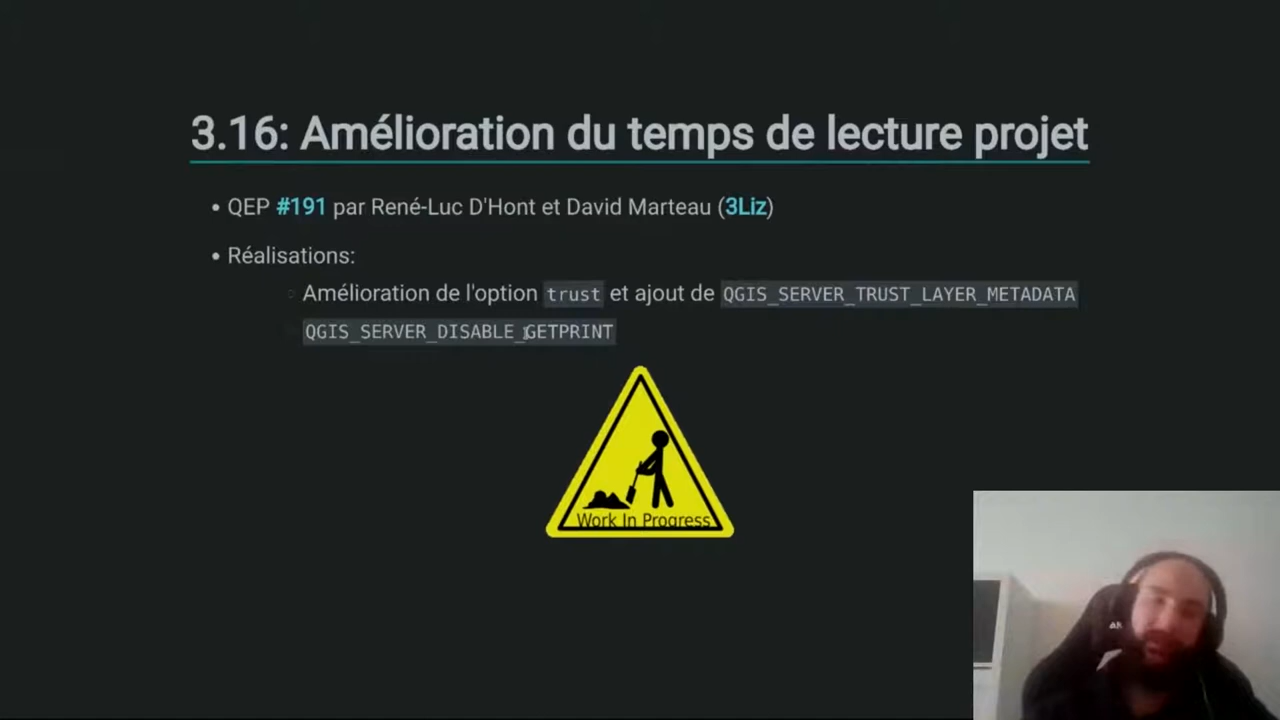 3.16: Amélioration du temps de lecture projet
QEP #191 par René-Luc D'Hont et David Marteau (3Liz)
Réalisations:
Amélioration de l'option trust et ajout de QGIS_SERVER_TRUST_LAYER_METADATA
QGIS_SERVER_DISABLE_GETPRINT
Work In Progress